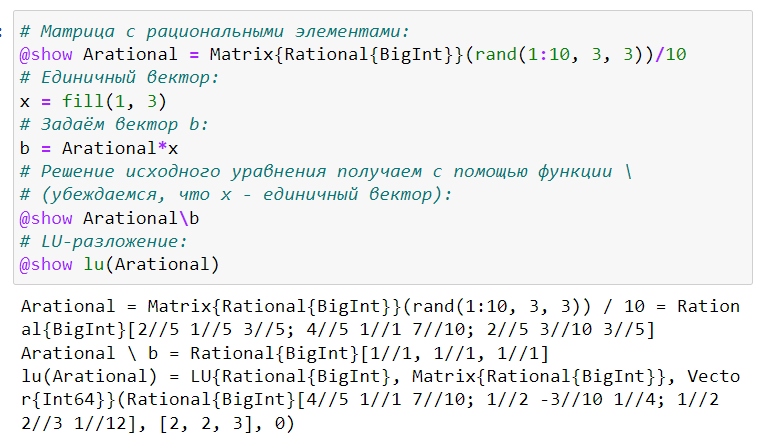 :
# Матрица с рациональными элементами:
@show Arational = Matrix{Rational{BigInt}}(rand(1:10, 3, 3))/10
# Единичный вектор:
x = fill(1, 3)
# Задаём вектор b:
b = Arational*x
# Решение исходного уравнения получаем с помощью функции \
# (убеждаемся, что x - единичный вектор):
@show Arational\b
# LU-разложение:
@show lu(Arational)
Arational = Matrix{Rational{BigInt}}(rand(1:10, 3, 3)) / 10 = Ration
al{BigInt}[2//5 1//5 3//5; 4//5 1//1 7//10; 2//5 3//10 3//5]
Arational \ b = Rational{BigInt}[1//1, 1//1, 1//1]
lu(Arational) = LU{Rational{BigInt}, Matrix{Rational{BigInt}}, Vecto
r{Int64}}(Rational{BigInt}[4//5 1//1 7//10; 1//2 -3//10 1//4; 1//2
2//3 1//12], [2, 2, 3], 0)